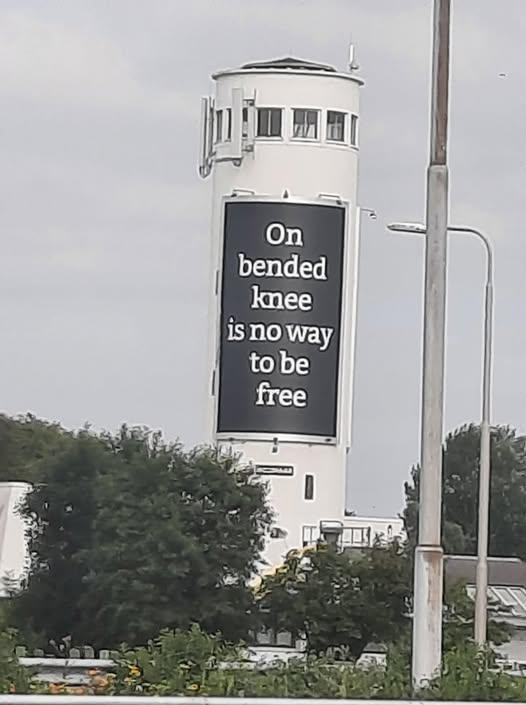 On
bended
knee
is no way
to be
free